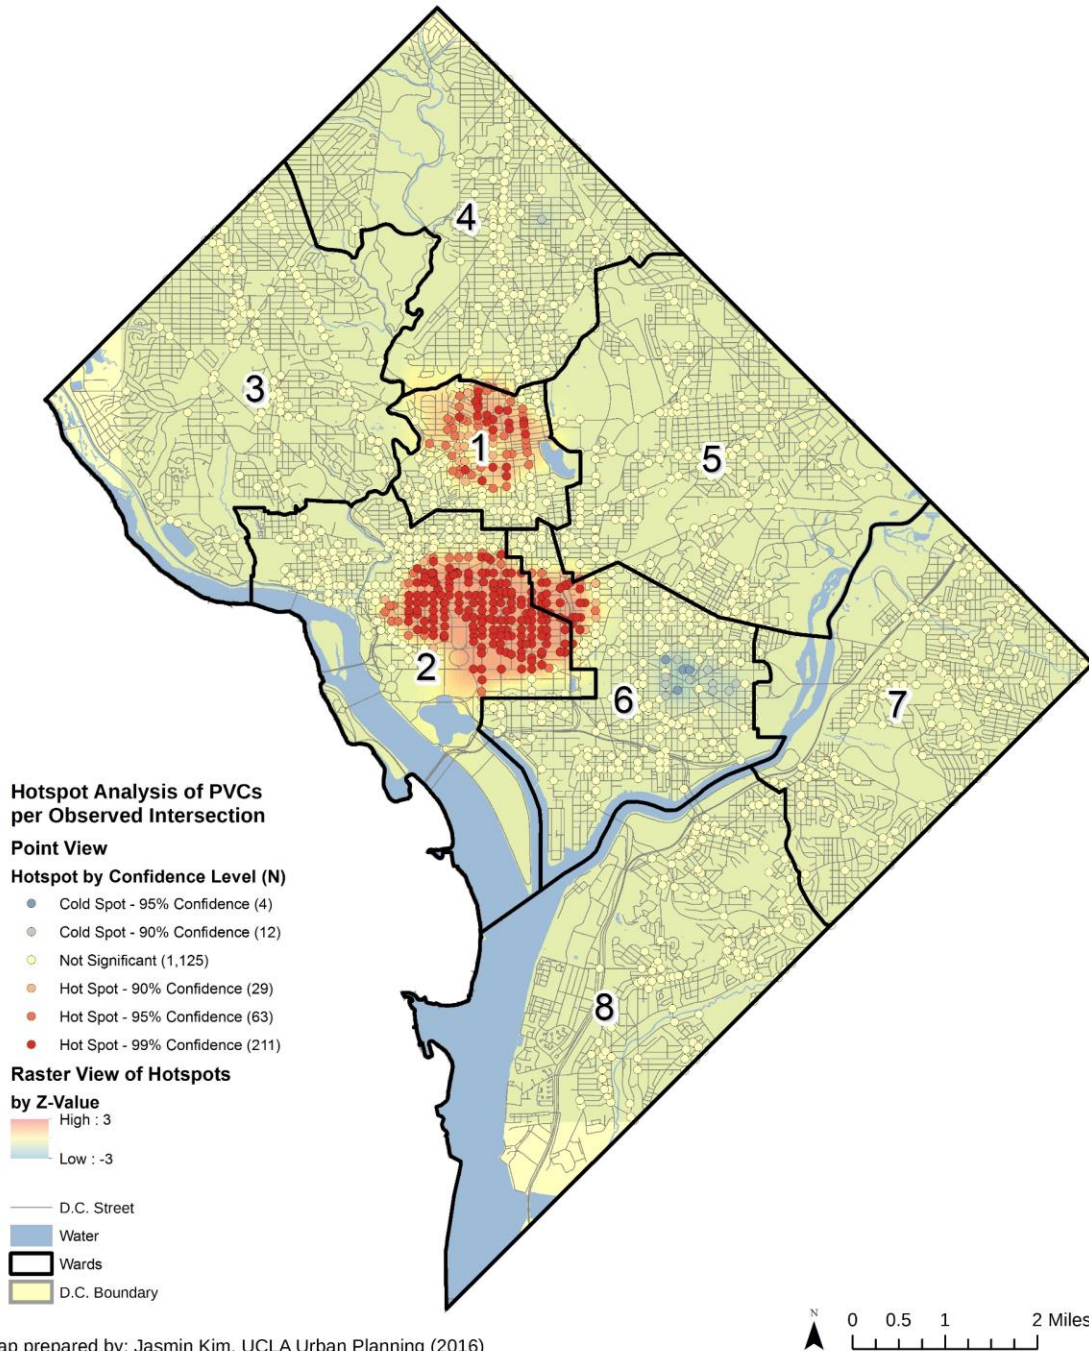 4
3
1
5
2
6
7
8
Hotspot Analysis of PVCs
per Observed Intersection
Point View
Hotspot by Confidence Level (N)
Cold Spot - 95% Confidence (4)
Cold Spot - 90% Confidence (12)
Not Significant (1,125)
Hot Spot - 90% Confidence (29)
Hot Spot - 95% Confidence (63)
Hot Spot - 99% Confidence (211)
Raster View of Hotspots
by Z-Value
High : 3
Low : -3
D.C. Street
Water
Wards
D.C. Boundary
N
0 0.5 1 2 Miles
ap prepared by: Jasmin Kim, UCLA Urban Planning (2016)